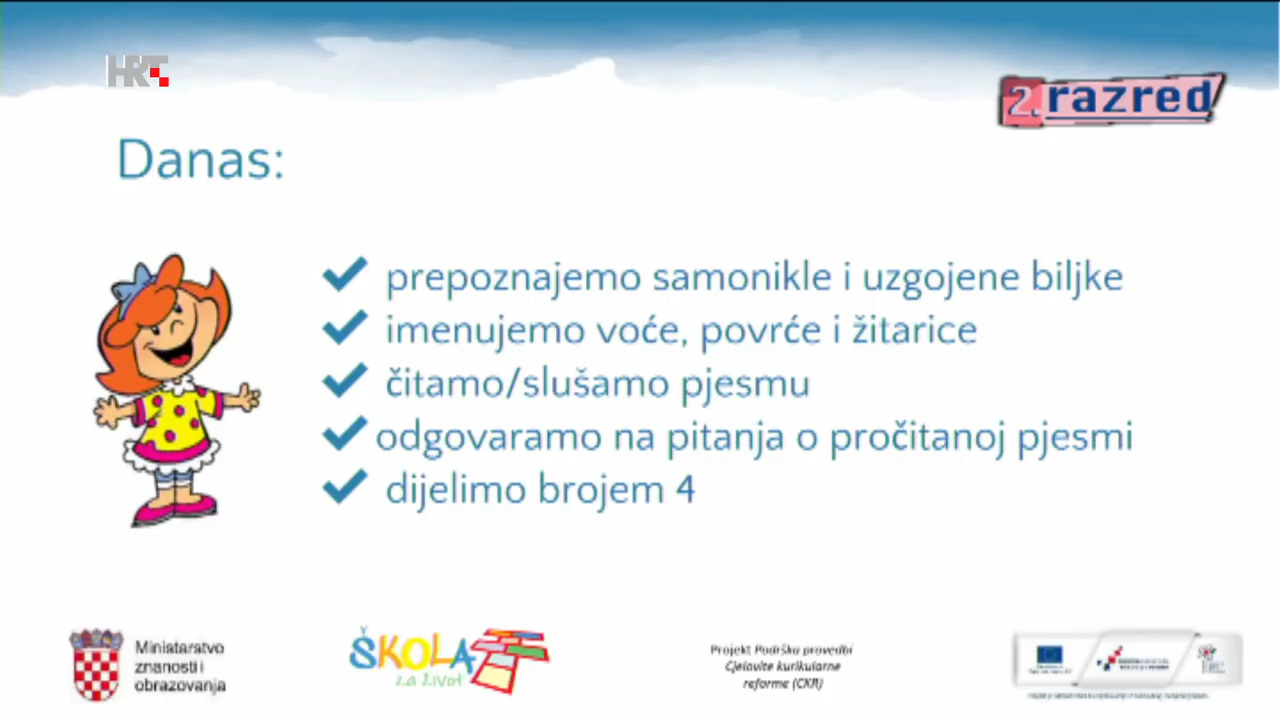 HRT
2. razred
Danas:
prepoznajemo samonikle i uzgojene biljke
imenujemo voće, povrće i žitarice
čitamo/slušamo pjesmu
odgovaramo na pitanja o pročitanoj pjesmi
dijelimo brojem 4
Ministarstvo
znanosti i
obrazovanja
ŠKOLA
za život
Projekt Podrška provedbi
Cjelovite kurikularne
reforme (CKR)